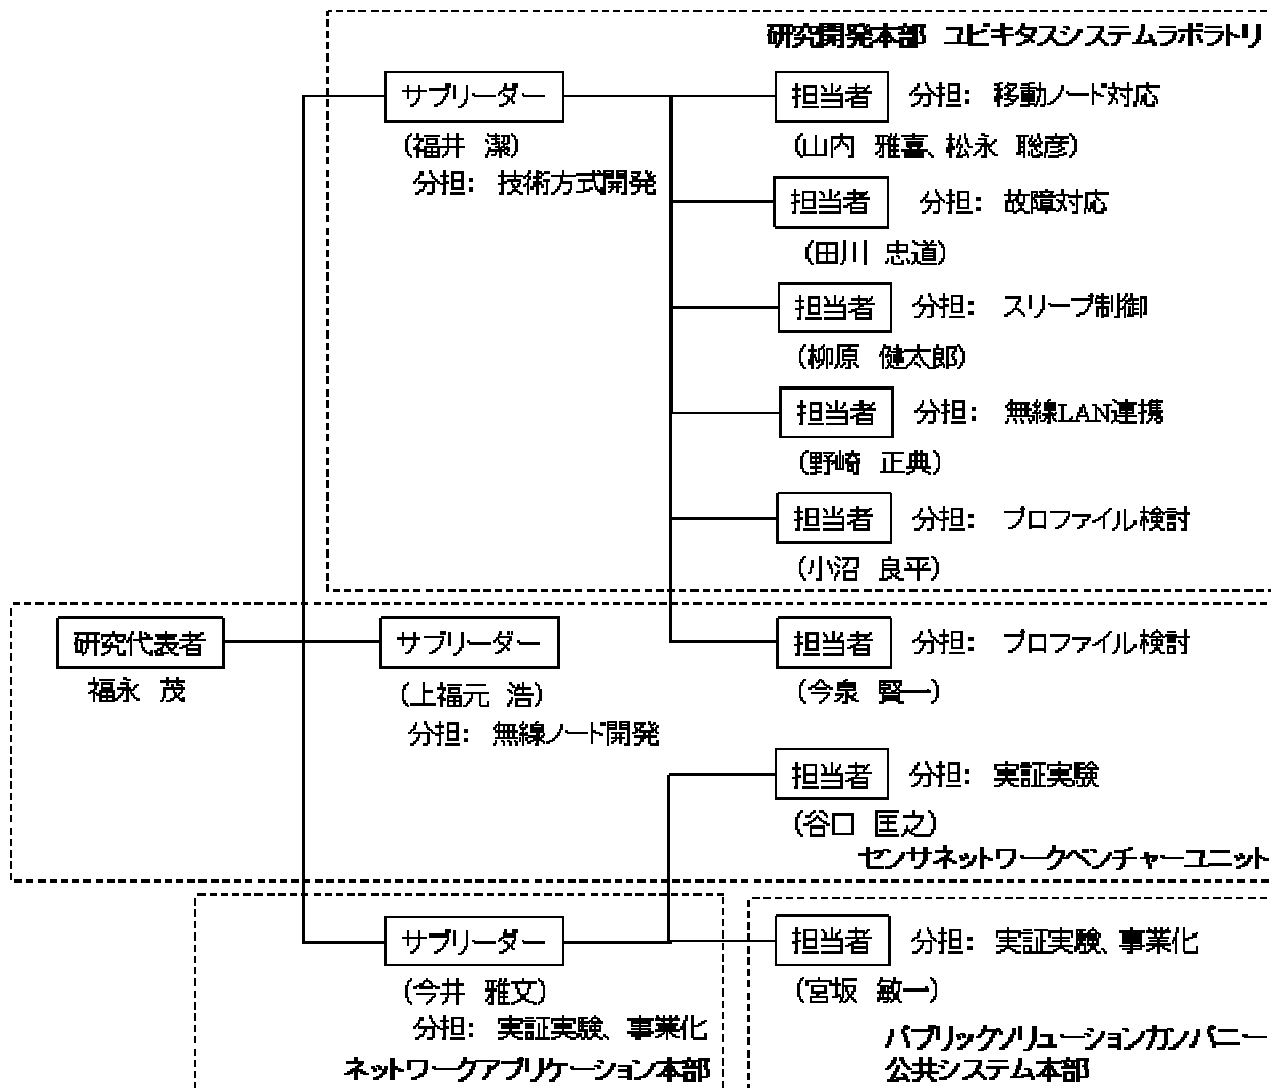 研究開発本部 ユビキタスシステムラボラトリ
サブリーダー
(福井 潔)
分担: 技術方式開発
担当者 分担: 移動ノード対応
(山内 雅喜、松永 聡彦)
担当者 分担: 故障対応
(田川 忠道)
担当者 分担: スリープ制御
(柳原 健太郎)
担当者 分担: 無線LAN連携
(野崎 正典)
担当者 分担: プロファイル検討
(小沼 良平)
研究代表者
福永 茂
サブリーダー
(上福元 浩)
分担: 無線ノード開発
担当者 分担: プロファイル検討
(今泉 賢一)
担当者 分担: 実証実験
(谷口 匡之)
センサネットワークベンチャーユニット
サブリーダー
(今井 雅文)
分担: 実証実験、事業化
ネットワークアプリケーション本部
担当者 分担: 実証実験、事業化
(宮坂 敏一)
パブリックソリューションカンパニー
公共システム本部